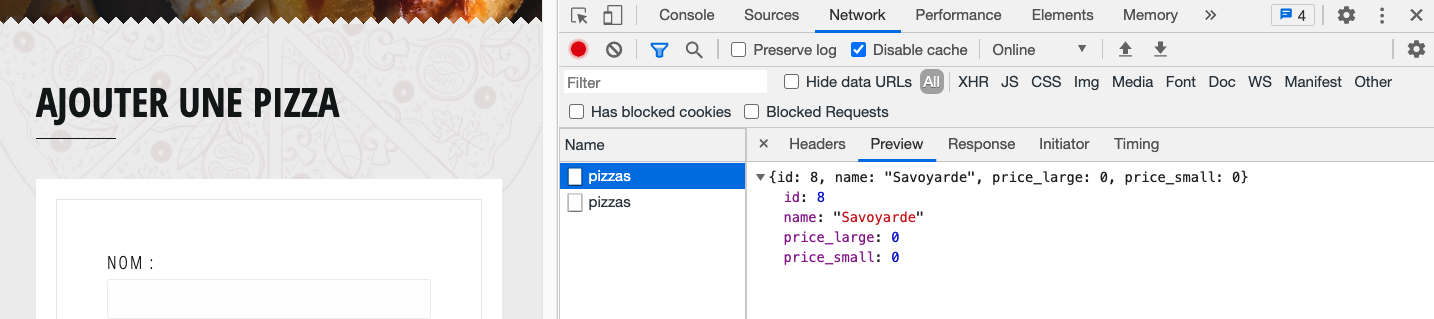 AJOUTER UNE PIZZA
NOM :
Console Sources Network Performance Elements Memory » 4
Preserve log Disable cache Online
Filter Hide data URLs All XHR JS CSS Img Media Font Doc WS Manifest Other
Has blocked cookies Blocked Requests
Name
pizzas
pizzas
× Headers Preview Response Initiator Timing
{id: 8, name: "Savoyarde", price_large: 0, price_small: 0}
id: 8
name: "Savoyarde"
price_large: 0
price_small: 0